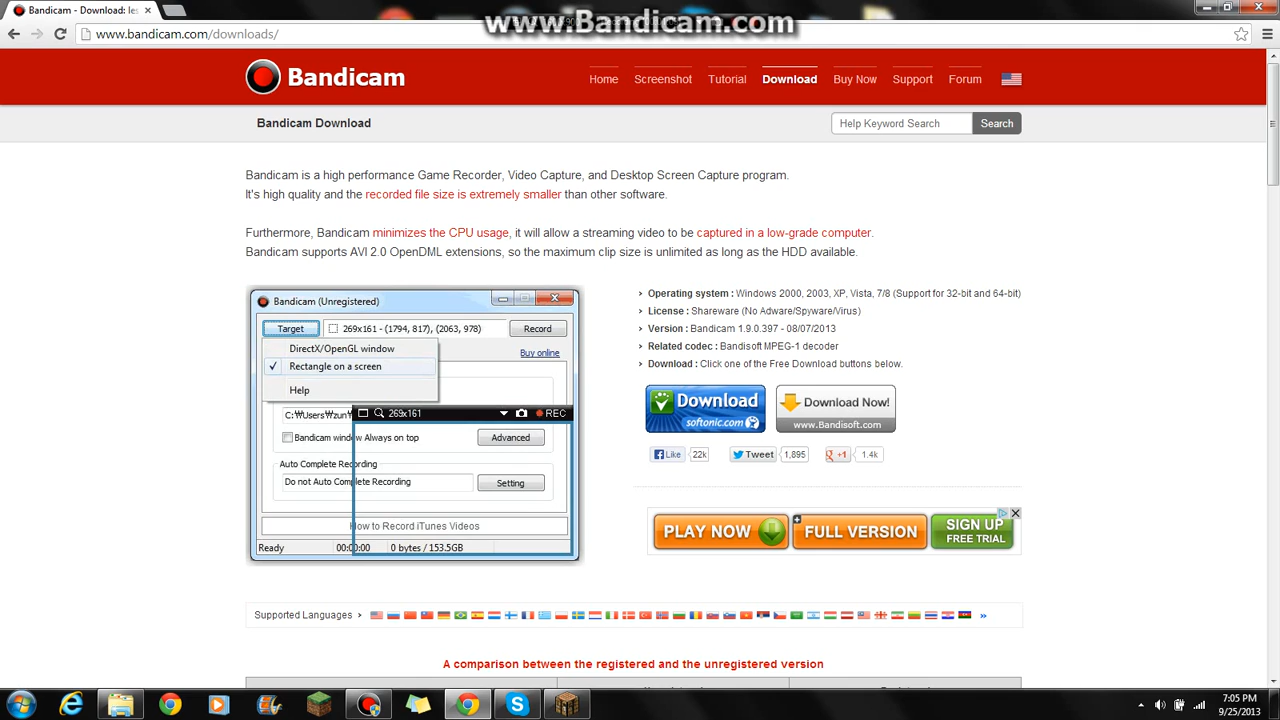 www.Bandicam.com
Bandicam - Download: les
www.bandicam.com/downloads/
Bandicam
Home Screenshot Tutorial Download Buy Now Support Forum
Bandicam Download
Help Keyword Search
Search
Bandicam is a high performance Game Recorder, Video Capture, and Desktop Screen Capture program.
It's high quality and the recorded file size is extremely smaller than other software.
Furthermore, Bandicam minimizes the CPU usage, it will allow a streaming video to be captured in a low-grade computer.
Bandicam supports AVI 2.0 OpenDML extensions, so the maximum clip size is unlimited as long as the HDD available.
Bandicam (Unregistered)
Target
269x161 - (1794, 817), (2063, 978)
Record
DirectX/OpenGL window
Buy online
✓ Rectangle on a screen
Help
C:₩Users₩zun₩
269x161
REC
Bandicam window Always on top
Advanced
Auto Complete Recording
Do not Auto Complete Recording
Setting
How to Record iTunes Videos
Ready 00:00:00 0 bytes / 153.5GB
Operating system : Windows 2000, 2003, XP, Vista, 7/8 (Support for 32-bit and 64-bit)
License : Shareware (No Adware/Spyware/Virus)
Version : Bandicam 1.9.0.397 - 08/07/2013
Related codec : Bandisoft MPEG-1 decoder
Download : Click one of the Free Download buttons below.
Download
softonic.com
Download Now!
www.Bandisoft.com
Like 22k
Tweet 1,895
+1 1.4k
PLAY NOW
FULL VERSION
SIGN UP
FREE TRIAL
Supported Languages »
A comparison between the registered and the unregistered version
7:05 PM
9/25/2013